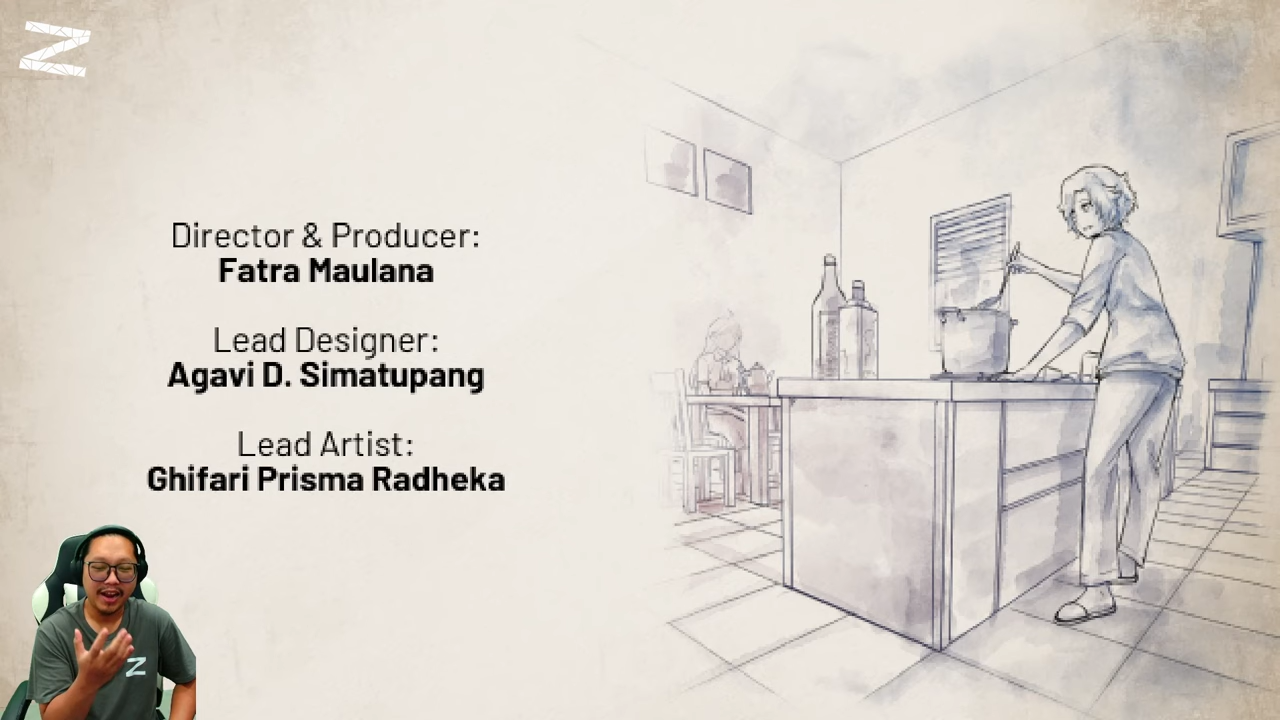 Z
Director & Producer:
Fatra Maulana
Lead Designer:
Agavi D. Simatupang
Lead Artist:
Ghifari Prisma Radheka
Z